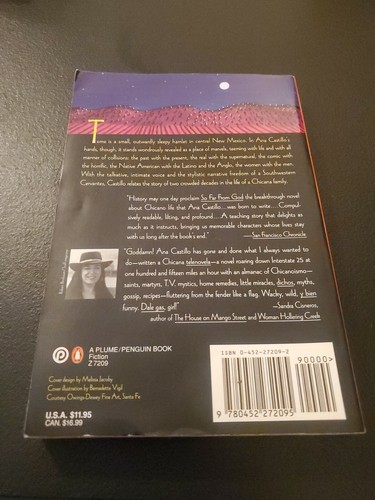 Tome is a small, outwardly sleepy hamlet in central New Mexico. In Ana Castillo's
hands, though, it stands wondrously revealed as a place of marvels, teeming with life and with all
manner of collisions: the past with the present, the real with the supernatural, the comic with
the horrific, the Native American with the Latino and the Anglo, the women with the men.
With the talkative, intimate voice and the stylistic narrative freedom of a Southwestern
Cervantes, Castillo relates the story of two crowded decades in the life of a Chicana family.
"History may one day proclaim So Far From God the breakthrough novel
about Chicano life that Ana Castillo...was born to write....Compul-
sively readable, lilting, and profound....A teaching story that delights as
much as it instructs, bringing us memorable characters whose lives stay
with us long after the book's end."
—San Francisco Chronicle
"Goddamn! Ana Castillo has gone and done what I always wanted to
do—written a Chicana telenovela—a novel roaring down Interstate 25 at
one hundred and fifteen miles an hour with an almanac of Chicanoismo—
saints, martyrs, T.V. mystics, home remedies, little miracles, dichos, myths,
gossip, recipes—fluttering from the fender like a flag. Wacky, wild, y bien
funny. Dale gas, girl!"
—Sandra Cisneros,
author of The House on Mango Street and Woman Hollering Creek
A PLUME/PENGUIN BOOK
Fiction
Z 7209
Cover design by Melissa Jacoby
Cover illustration by Bernadette Vigil
Courtesy Owings-Dewey Fine Art, Santa Fe
U.S.A. $11.95
CAN. $16.99
ISBN 0-452-27209-2
90000>
9 780452 272095